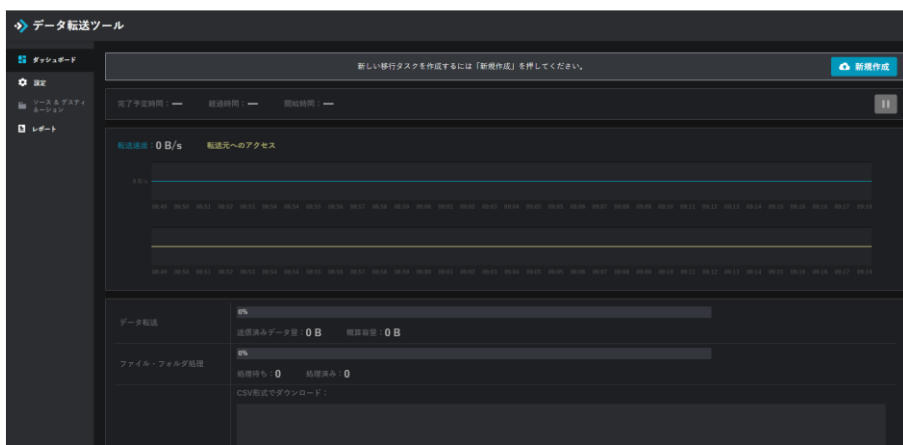 データ転送ツール
ダッシュボード
設定
ソース & デスティ
ネーション
レポート
新しい移行タスクを作成するには「新規作成」を押してください。
新規作成
完了予定時間：ー 経過時間：ー 開始時間：ー
転送速度：0 B/s 転送元へのアクセス
0 B/s
データ転送
0%
送信済みデータ量：0 B 概算容量：0 B
ファイル・フォルダ処理
0%
処理待ち：0 処理済み：0
CSV形式でダウンロード：